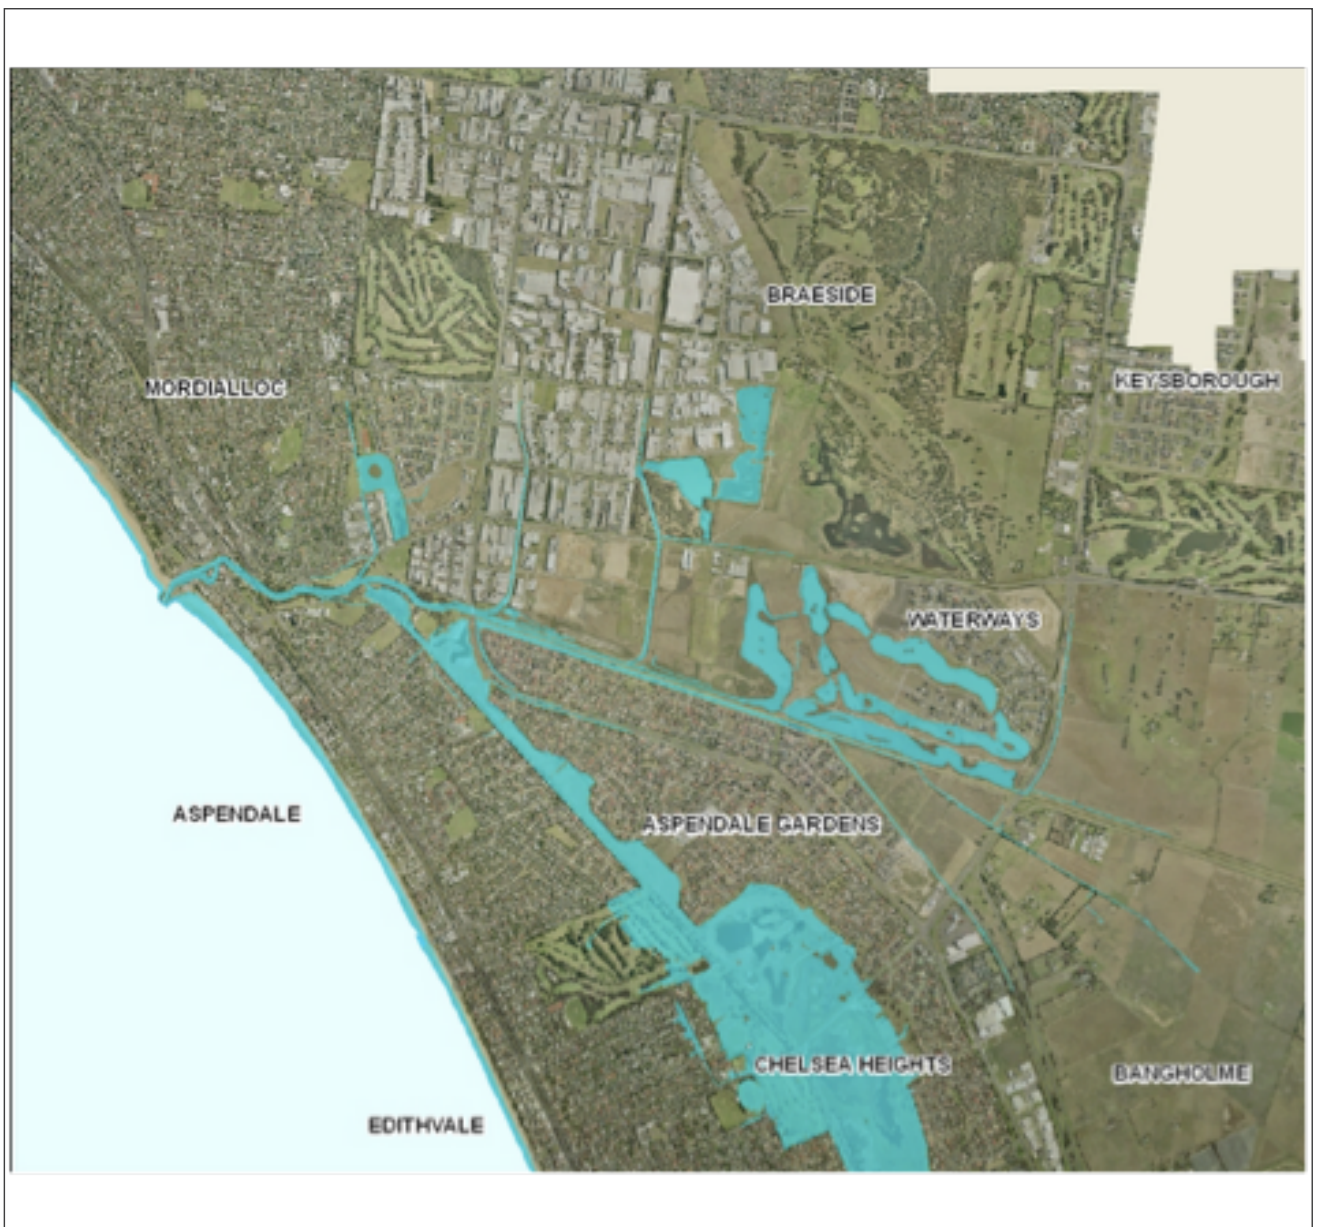 BRAESIDE
KEYSBOROUGH
MORDIALLOC
WATERWAYS
ASPENDALE
ASPENDALE GARDENS
CHELSEA HEIGHTS
BANGHOLME
EDITHVALE